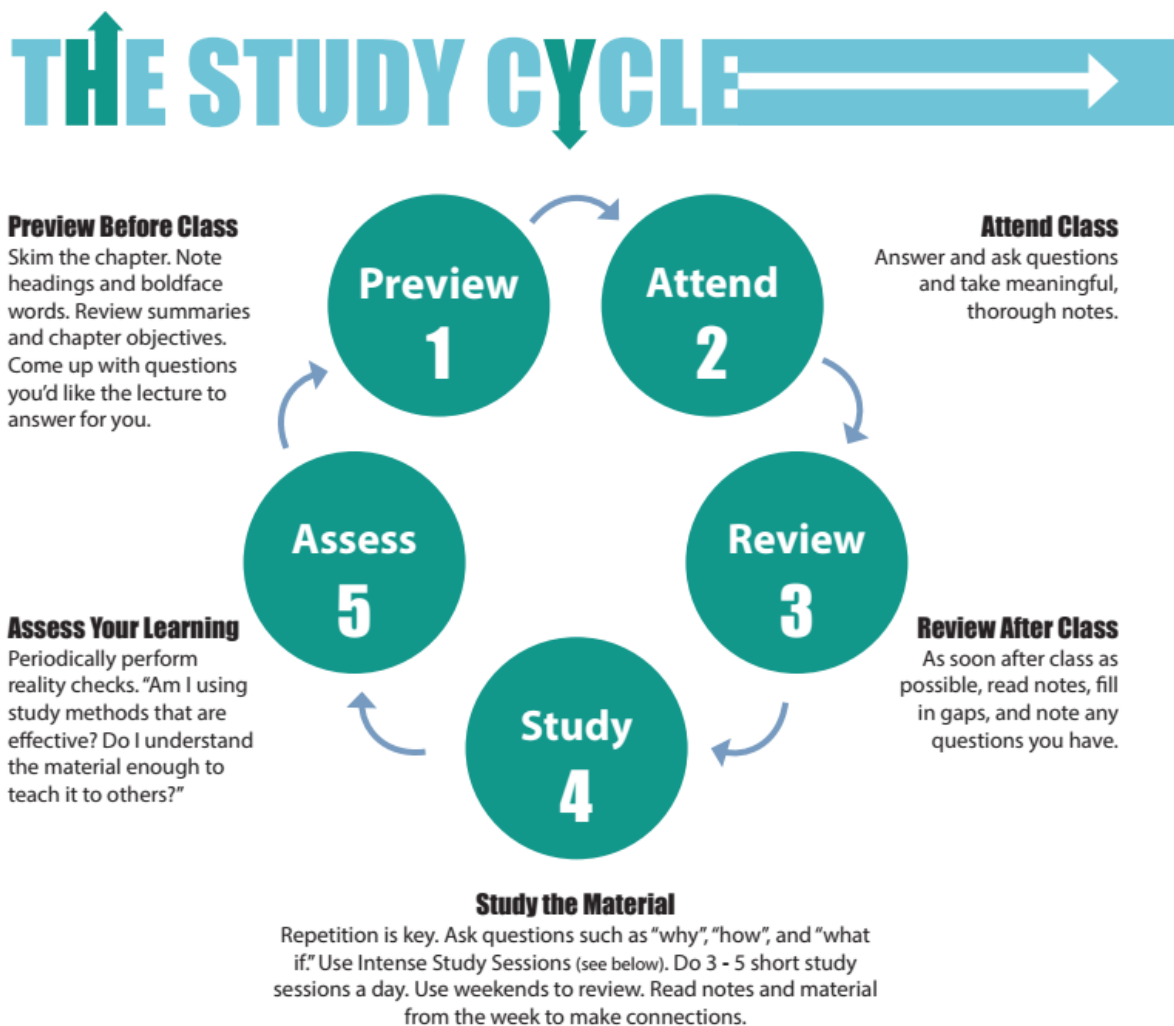 THE STUDY CYCLE
Preview Before Class
Skim the chapter. Note
headings and boldface
words. Review summaries
and chapter objectives.
Come up with questions
you’d like the lecture to
answer for you.
Preview
1
Attend
2
Attend Class
Answer and ask questions
and take meaningful,
thorough notes.
Review
3
Review After Class
As soon after class as
possible, read notes, fill
in gaps, and note any
questions you have.
Study
4
Study the Material
Repetition is key. Ask questions such as “why”, “how”, and “what
if.” Use Intense Study Sessions (see below). Do 3 - 5 short study
sessions a day. Use weekends to review. Read notes and material
from the week to make connections.
Assess
5
Assess Your Learning
Periodically perform
reality checks. “Am I using
study methods that are
effective? Do I understand
the material enough to
teach it to others?”